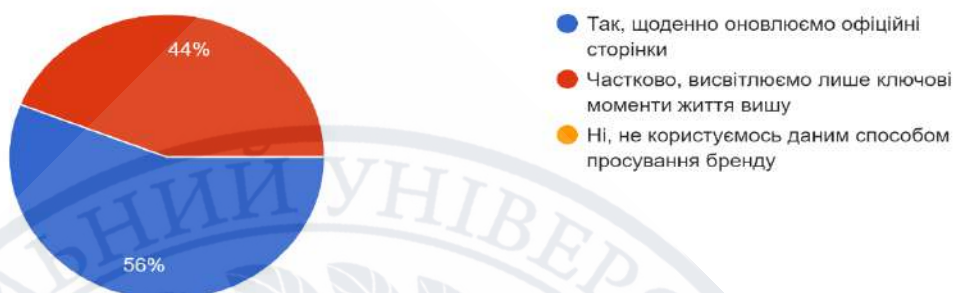 44%
56%
Так, щоденно оновлюємо офіційні
сторінки
Частково, висвітлюємо лише ключові
моменти життя вишу
Ні, не користуємось даним способом
просування бренду